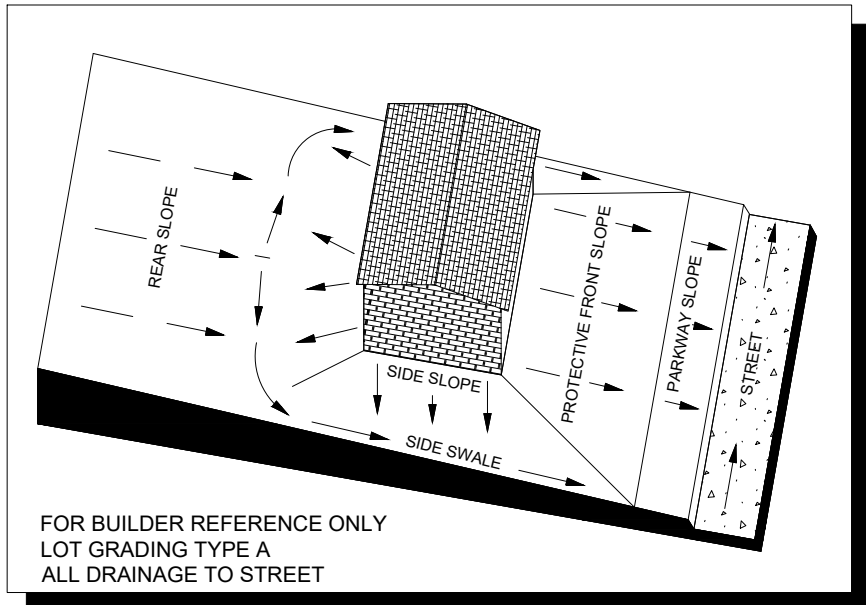 REAR SLOPE
SIDE SLOPE
SIDE SWALE
PROTECTIVE FRONT SLOPE
PARKWAY SLOPE
STREET
FOR BUILDER REFERENCE ONLY
LOT GRADING TYPE A
ALL DRAINAGE TO STREET